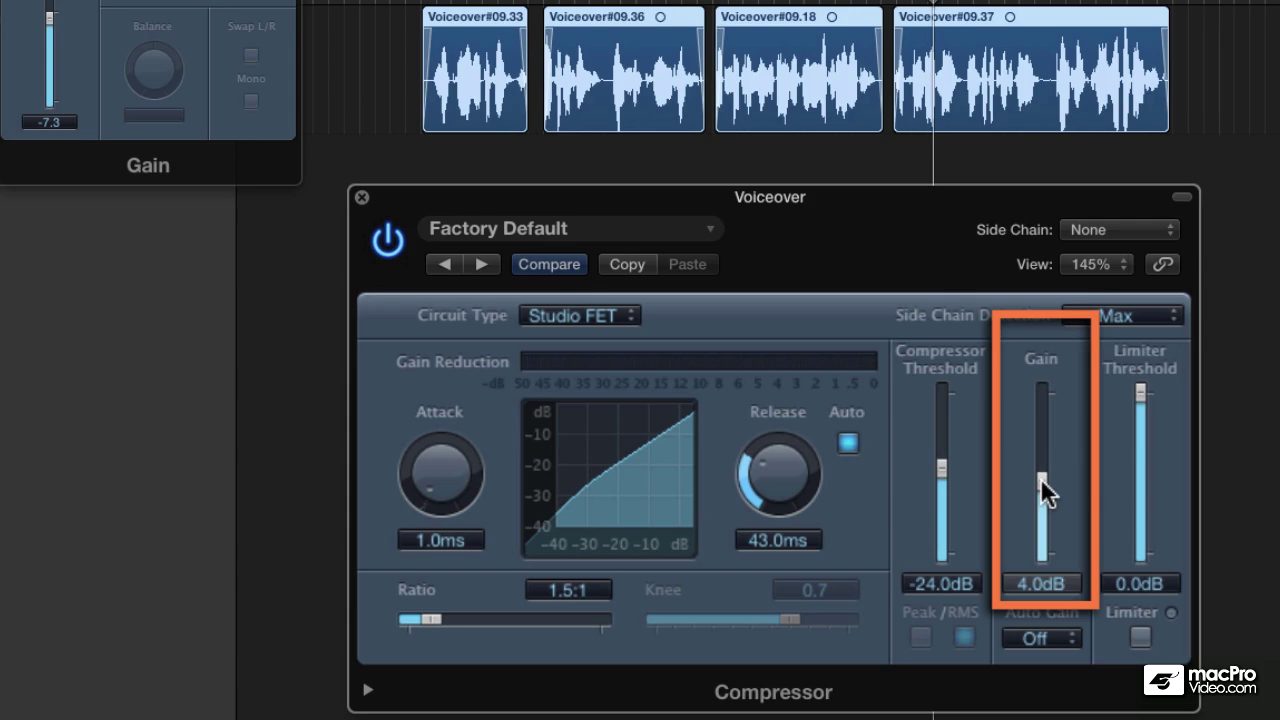 Voiceover#09.33 Voiceover#09.36 Voiceover#09.18 Voiceover#09.37
Balance Swap L/R
Mono
-7.3
Gain
Voiceover
Factory Default Side Chain: None
Compare Copy Paste View: 145%
Circuit Type Studio FET Side Chain D Max
Gain Reduction
-dB 50 45 40 35 30 25 20 15 12 10 8 6 5 4 3 2 1 .5 0
Compressor Threshold Gain Limiter Threshold
Attack Release Auto
dB
-10
-20
-30
-40
-40 -30 -20 -10 dB
1.0ms 43.0ms
-24.0dB 4.0dB 0.0dB
Ratio 1.5:1 Knee 0.7
Peak /RMS Auto Gain Limiter
Off
Compressor
macPro
Video.com